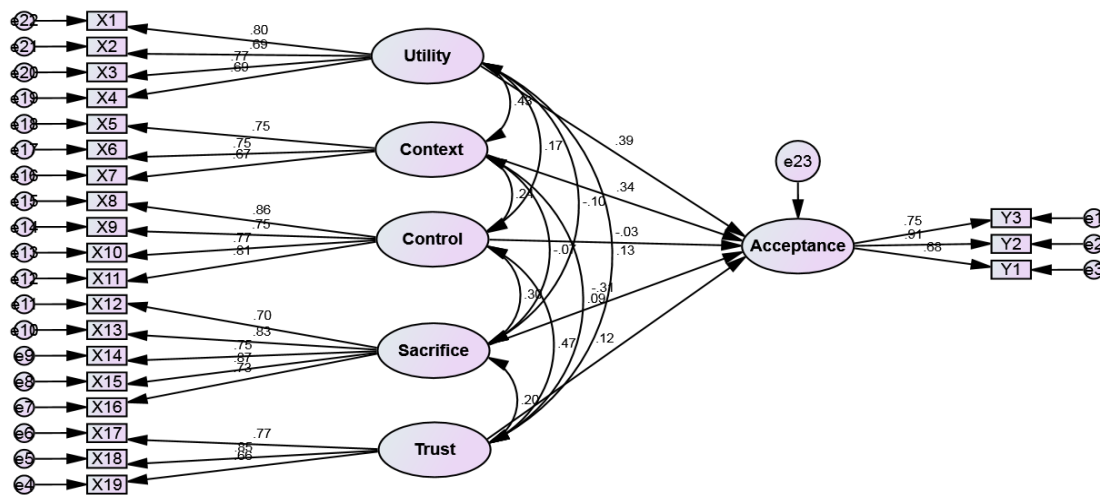 e22 X1
.80
e21 X2
.69
e20 X3
.77
e19 X4
Utility
e18 X5
.75
e17 X6
.75
e16 X7
.67
Context
e15 X8
.86
e14 X9
.75
e13 X10
.77
e12 X11
.81
Control
e11 X12
.70
e10 X13
.83
e9 X14
.75
e8 X15
.87
e7 X16
.73
Sacrifice
e6 X17
.77
e5 X18
.85
e4 X19
.66
Trust
.17
-.10
.13
.30
.47
.09
.20
.39
.34
-.03
-.31
.12
e23
Acceptance
.75
Y3 e1
.91
Y2 e2
.68
Y1 e3